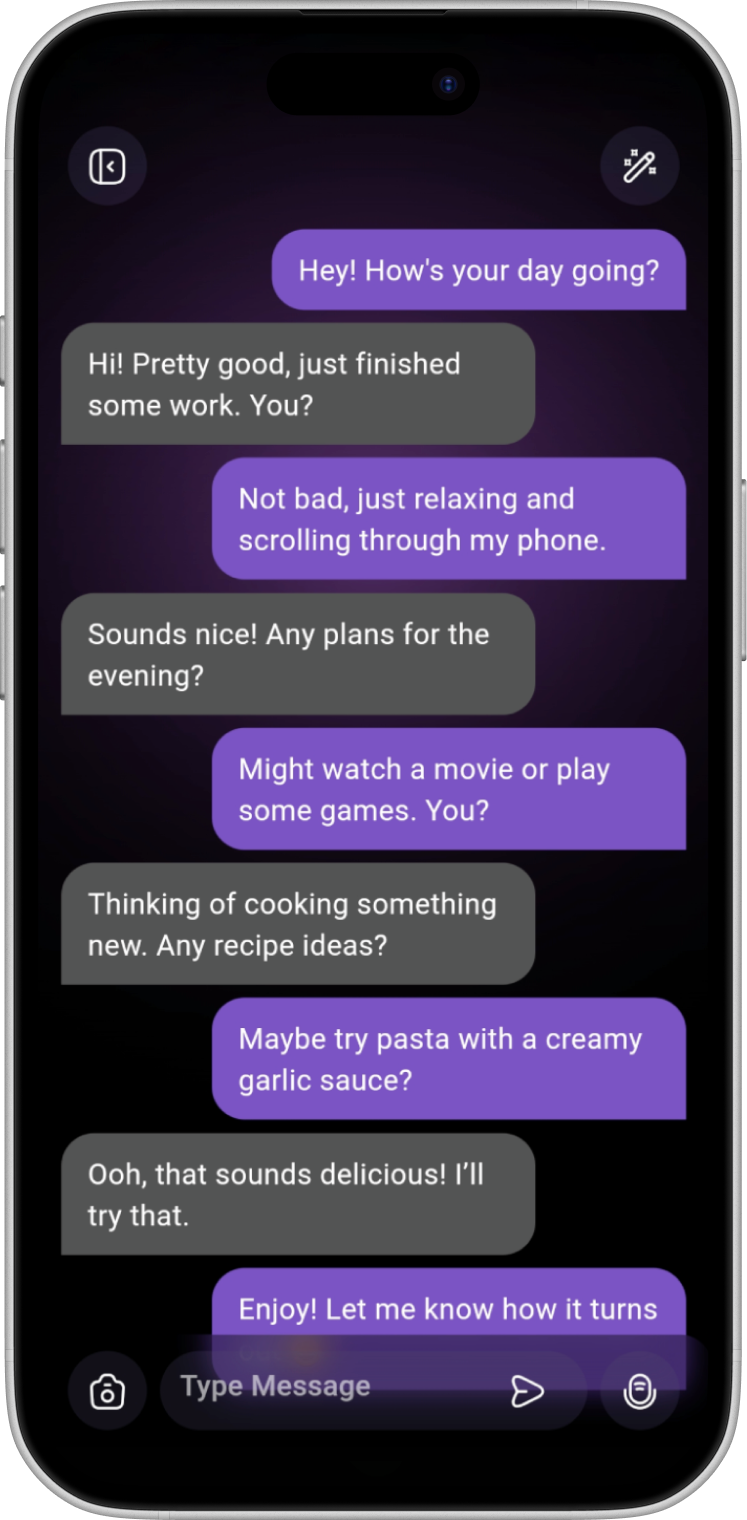 Hey! How's your day going?
Hi! Pretty good, just finished
some work. You?
Not bad, just relaxing and
scrolling through my phone.
Sounds nice! Any plans for the
evening?
Might watch a movie or play
some games. You?
Thinking of cooking something
new. Any recipe ideas?
Maybe try pasta with a creamy
garlic sauce?
Ooh, that sounds delicious! I’ll
try that.
Enjoy! Let me know how it turns
Type Message